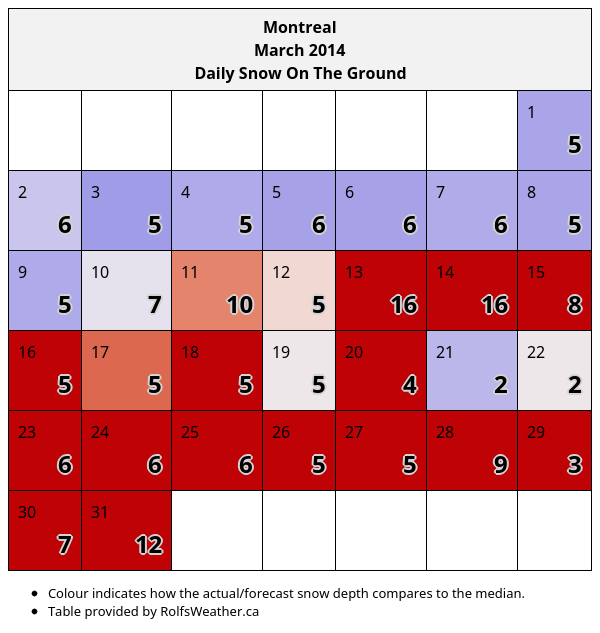 Montreal
March 2014
Daily Snow On The Ground
1
5
2 3 4 5 6 7 8
6 5 5 6 6 6 5
9 10 11 12 13 14 15
5 7 10 5 16 16 8
16 17 18 19 20 21 22
5 5 5 5 4 2 2
23 24 25 26 27 28 29
6 6 6 5 5 9 3
30 31
7 12
• Colour indicates how the actual/forecast snow depth compares to the median.
• Table provided by RolfsWeather.ca